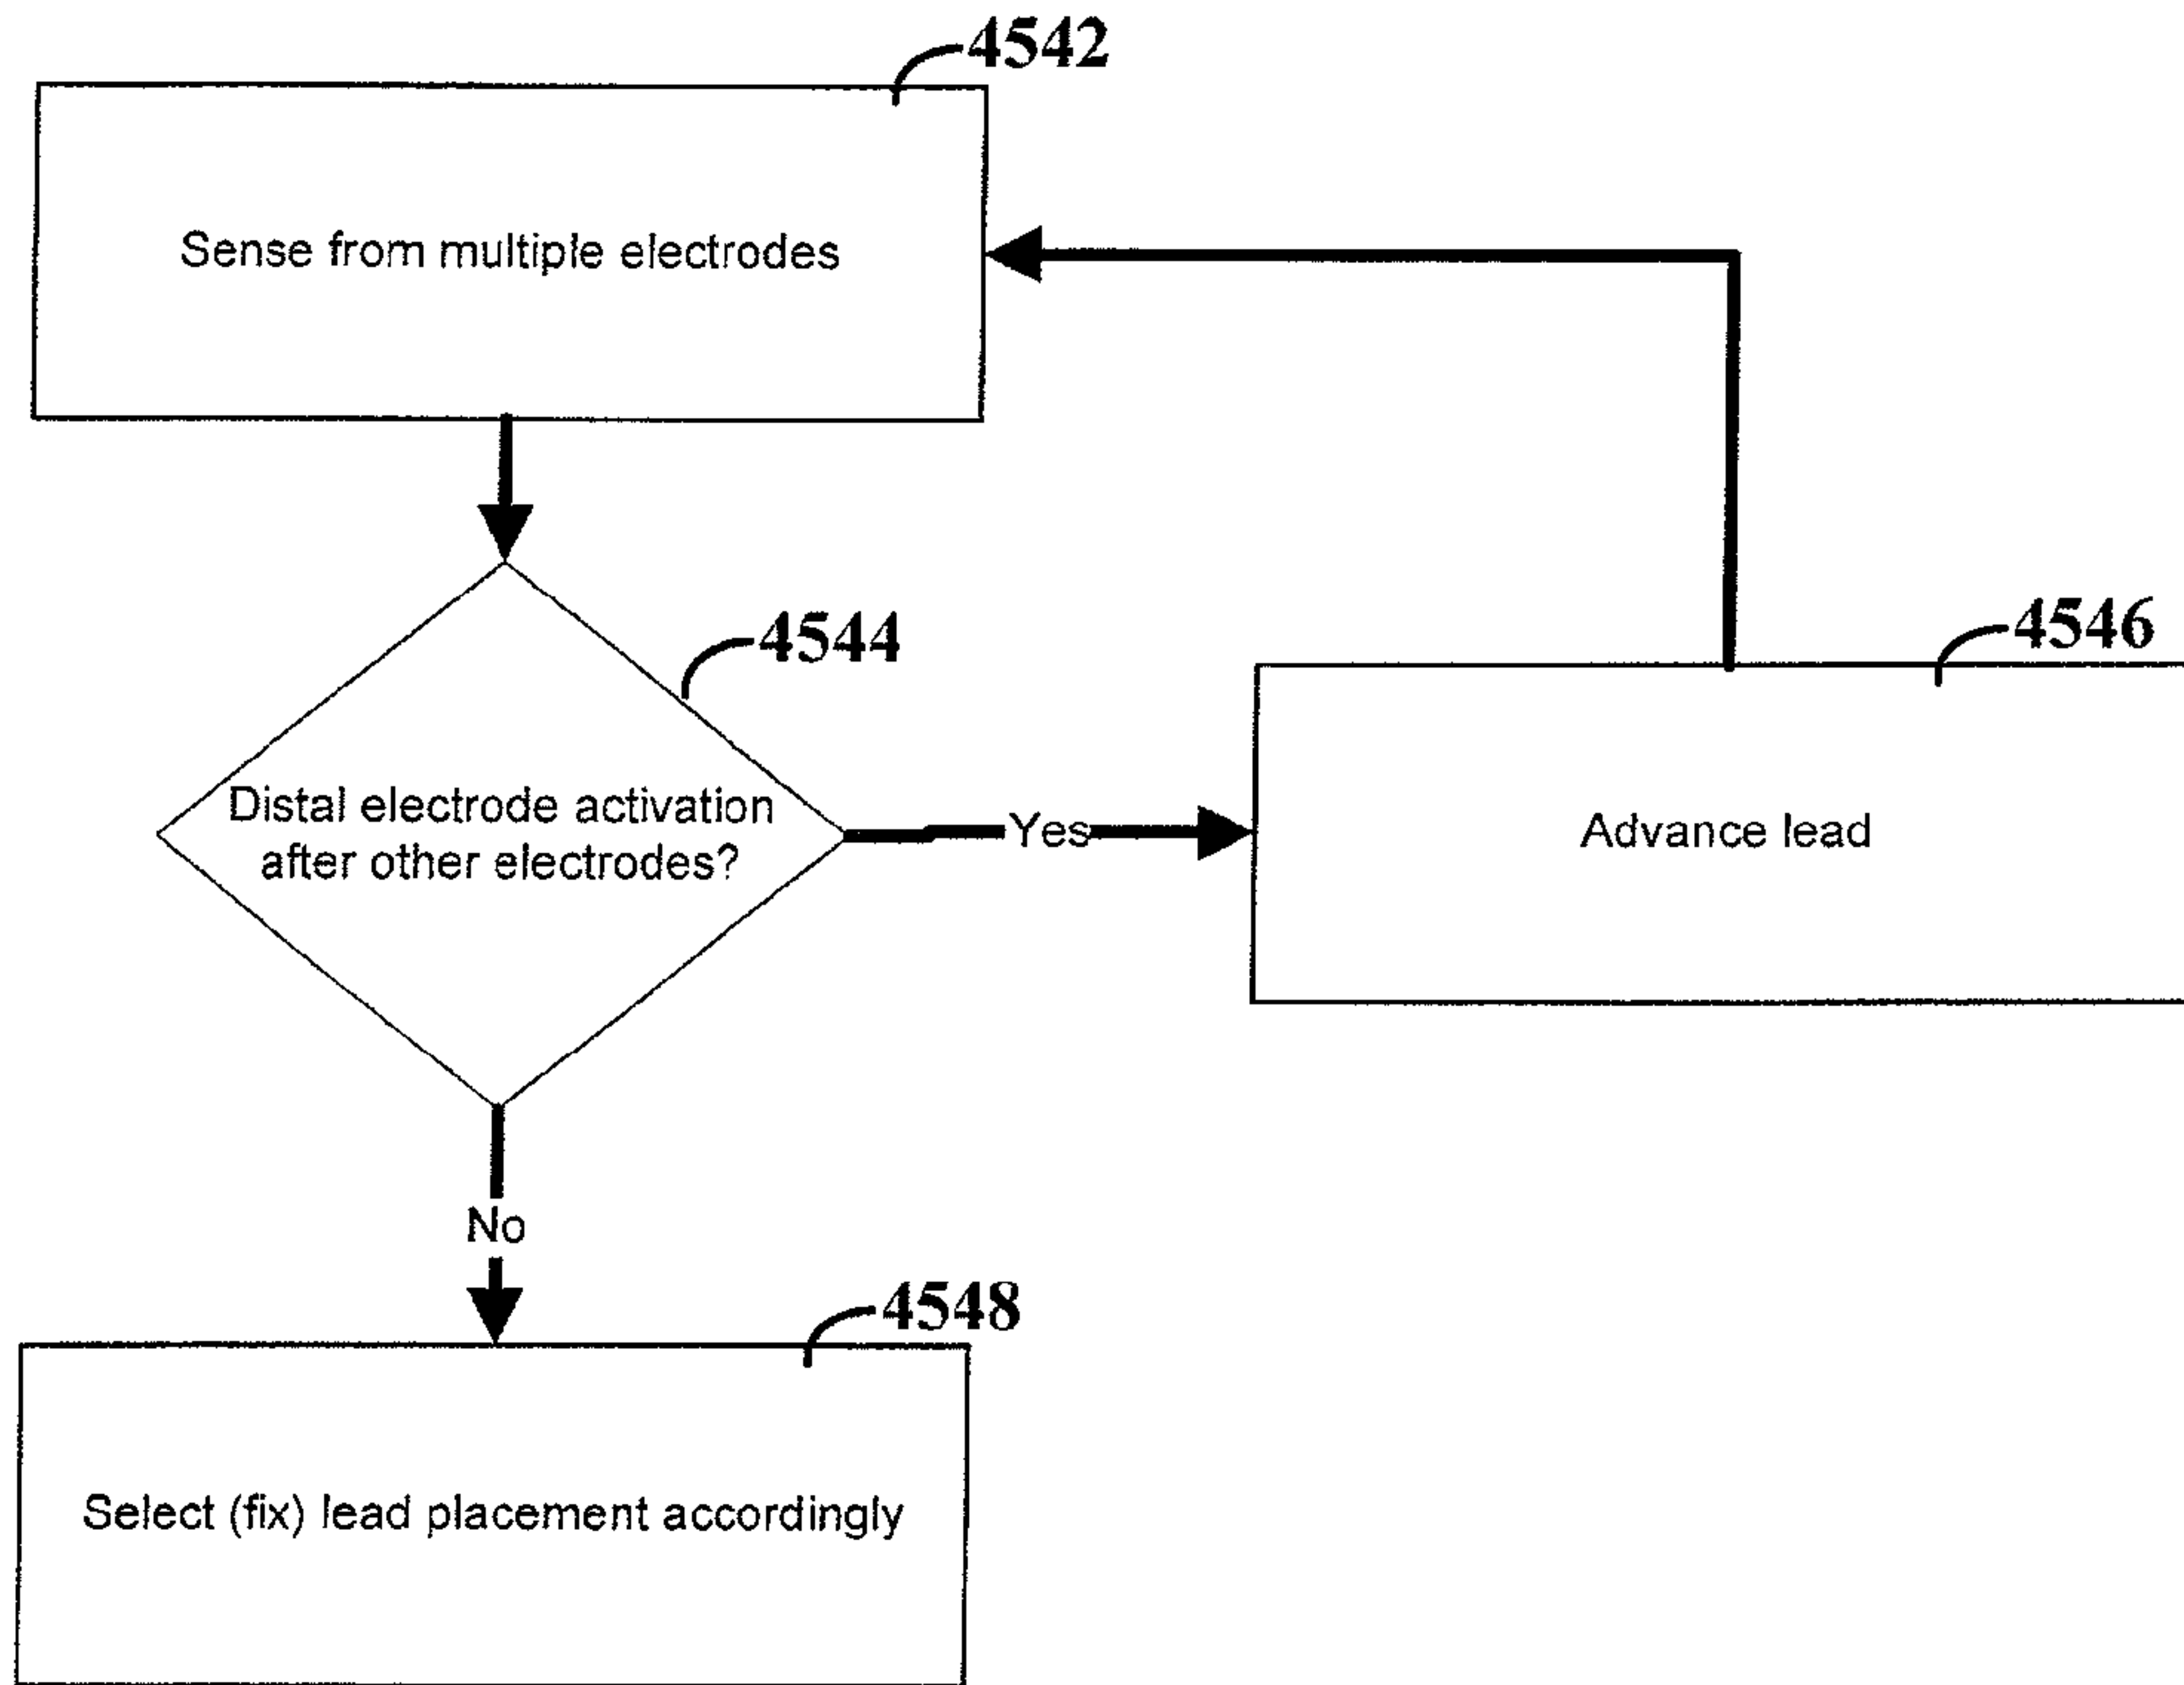 4542
Sense from multiple electrodes
4544
Distal electrode activation
after other electrodes?
Yes
4546
Advance lead
No
4548
Select (fix) lead placement accordingly